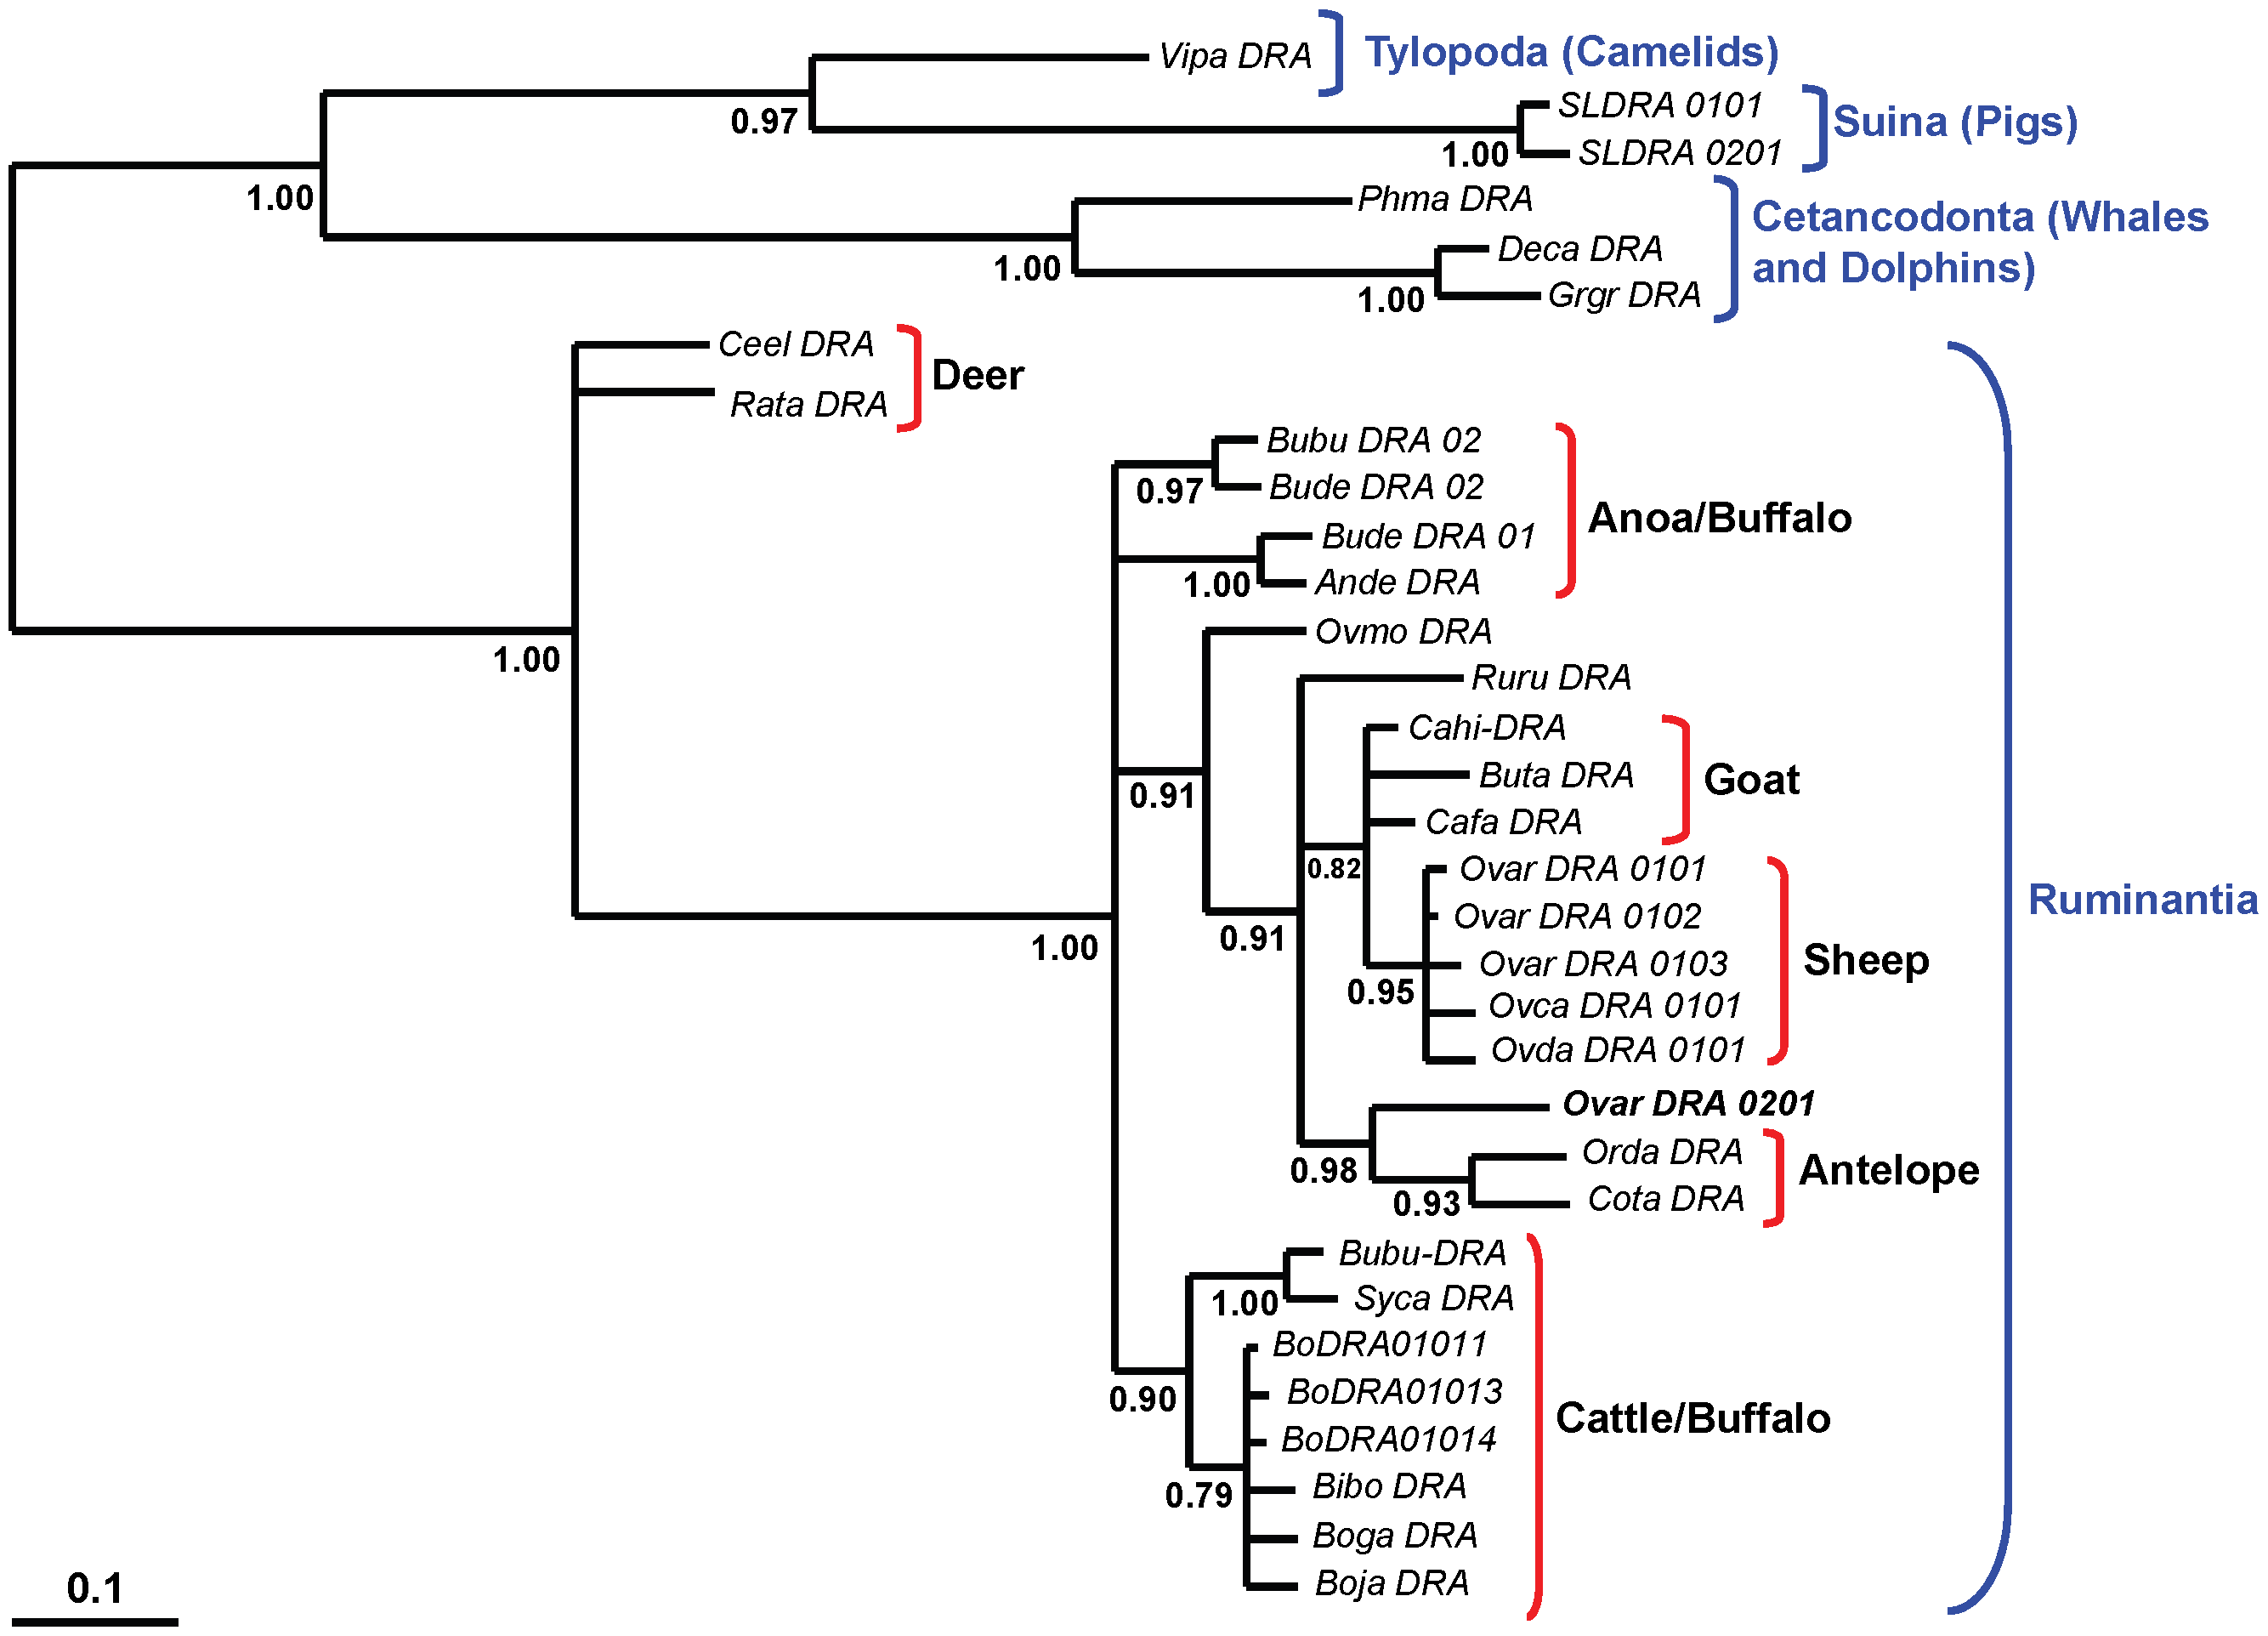 Vipa DRA
Tylopoda (Camelids)
0.97
SLDRA 0101
SLDRA 0201
Suina (Pigs)
1.00
1.00
Phma DRA
Deca DRA
Grgr DRA
Cetancodonta (Whales
and Dolphins)
1.00
1.00
Ceel DRA
Rata DRA
Deer
Bubu DRA 02
Bude DRA 02
0.97
Anoa/Buffalo
Bude DRA 01
Ande DRA
1.00
Ovmo DRA
1.00
Ruru DRA
Cahi-DRA
Buta DRA
Cafa DRA
Goat
0.91
0.82
Ovar DRA 0101
Ovar DRA 0102
Ovar DRA 0103
Ovca DRA 0101
Ovda DRA 0101
Sheep
Ruminantia
0.91
1.00
0.95
Ovar DRA 0201
Orda DRA
Cota DRA
Antelope
0.98
0.93
Bubu-DRA
Syca DRA
1.00
BoDRA01011
BoDRA01013
BoDRA01014
Bibo DRA
Boga DRA
Boja DRA
Cattle/Buffalo
0.90
0.79
0.1